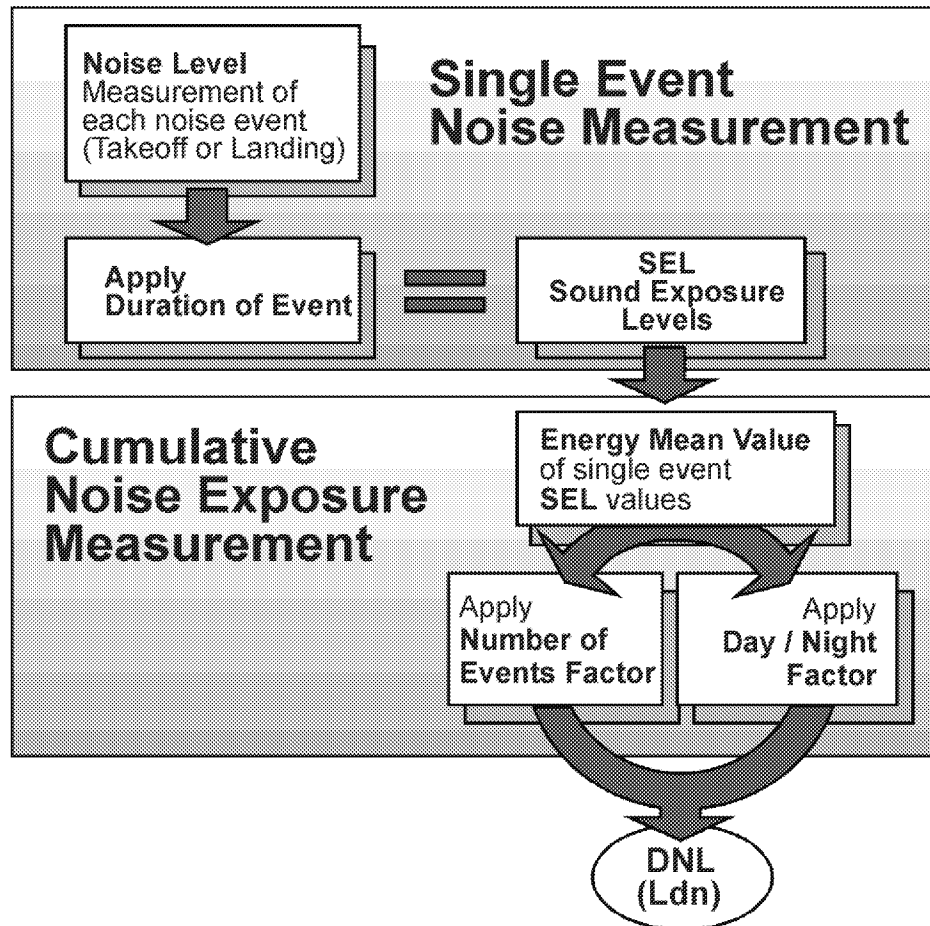 Noise Level
Measurement of
each noise event
(Takeoff or Landing)
Single Event
Noise Measurement
Apply
Duration of Event
=
SEL
Sound Exposure
Levels
Cumulative
Noise Exposure
Measurement
Energy Mean Value
of single event
SEL values
Apply
Number of
Events Factor
Apply
Day / Night
Factor
DNL
(Ldn)